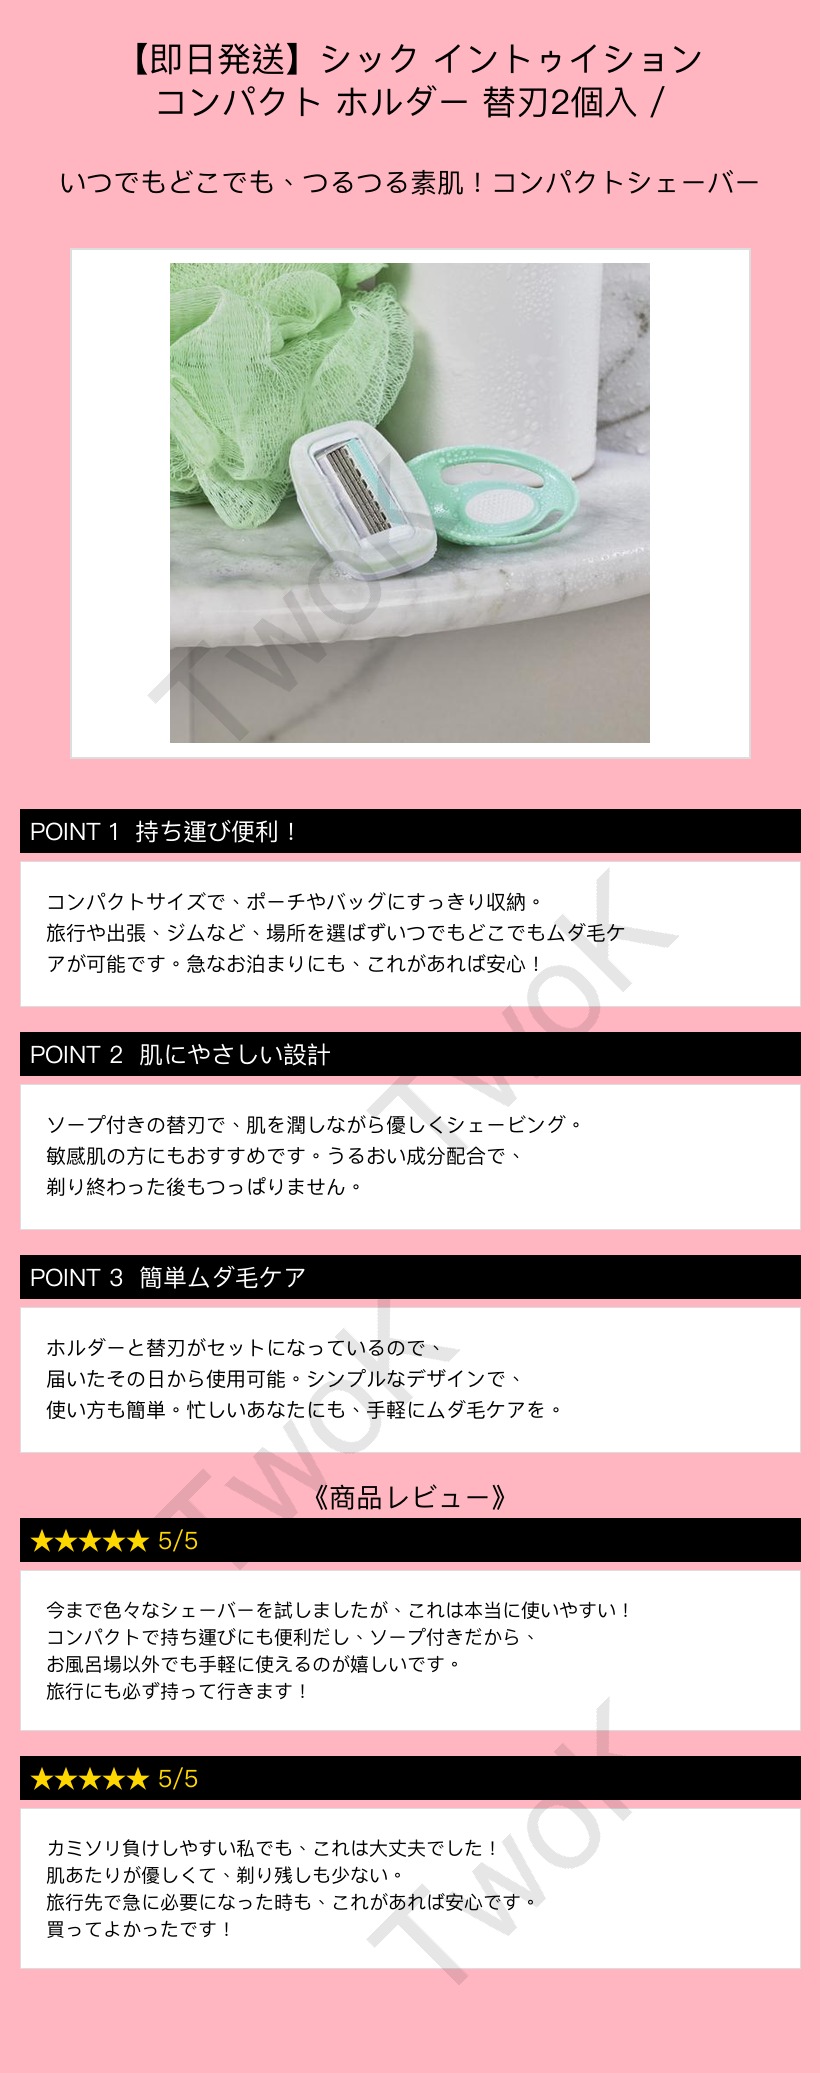 【即日発送】シック イントゥイション
コンパクト ホルダー 替刃2個入 /
いつでもどこでも、つるつる素肌！コンパクトシェーバー
TwoK
POINT 1 持ち運び便利！
コンパクトサイズで、ポーチやバッグにすっきり収納。
旅行や出張、ジムなど、場所を選ばずいつでもどこでもムダ毛ケ
アが可能です。急なお泊まりにも、これがあれば安心！
TwoK
POINT 2 肌にやさしい設計
ソープ付きの替刃で、肌を潤しながら優しくシェービング。
敏感肌の方にもおすすめです。うるおい成分配合で、
剃り終わった後もつっぱりません。
POINT 3 簡単ムダ毛ケア
ホルダーと替刃がセットになっているので、
届いたその日から使用可能。シンプルなデザインで、
使い方も簡単。忙しいあなたにも、手軽にムダ毛ケアを。
TwoK
《商品レビュー》
★★★★★ 5/5
今まで色々なシェーバーを試しましたが、これは本当に使いやすい！
コンパクトで持ち運びにも便利だし、ソープ付きだから、
お風呂場以外でも手軽に使えるのが嬉しいです。
旅行にも必ず持って行きます！
★★★★★ 5/5
カミソリ負けしやすい私でも、これは大丈夫でした！
肌あたりが優しくて、剃り残しも少ない。
旅行先で急に必要になった時も、これがあれば安心です。
買ってよかったです！
TwoK